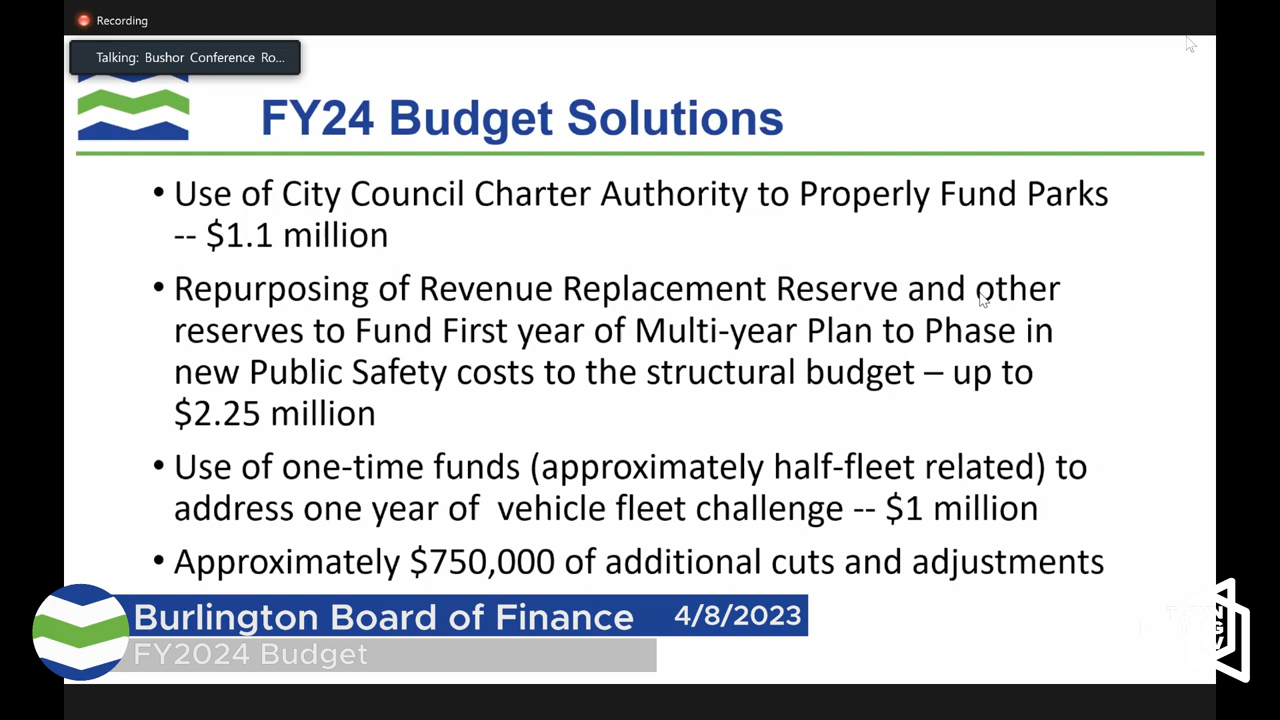 Recording
Talking: Bushor Conference Ro...
FY24 Budget Solutions
• Use of City Council Charter Authority to Properly Fund Parks
-- $1.1 million
• Repurposing of Revenue Replacement Reserve and other
reserves to Fund First year of Multi-year Plan to Phase in
new Public Safety costs to the structural budget – up to
$2.25 million
• Use of one-time funds (approximately half-fleet related) to
address one year of  vehicle fleet challenge -- $1 million
• Approximately $750,000 of additional cuts and adjustments
Burlington Board of Finance 4/8/2023
FY2024 Budget